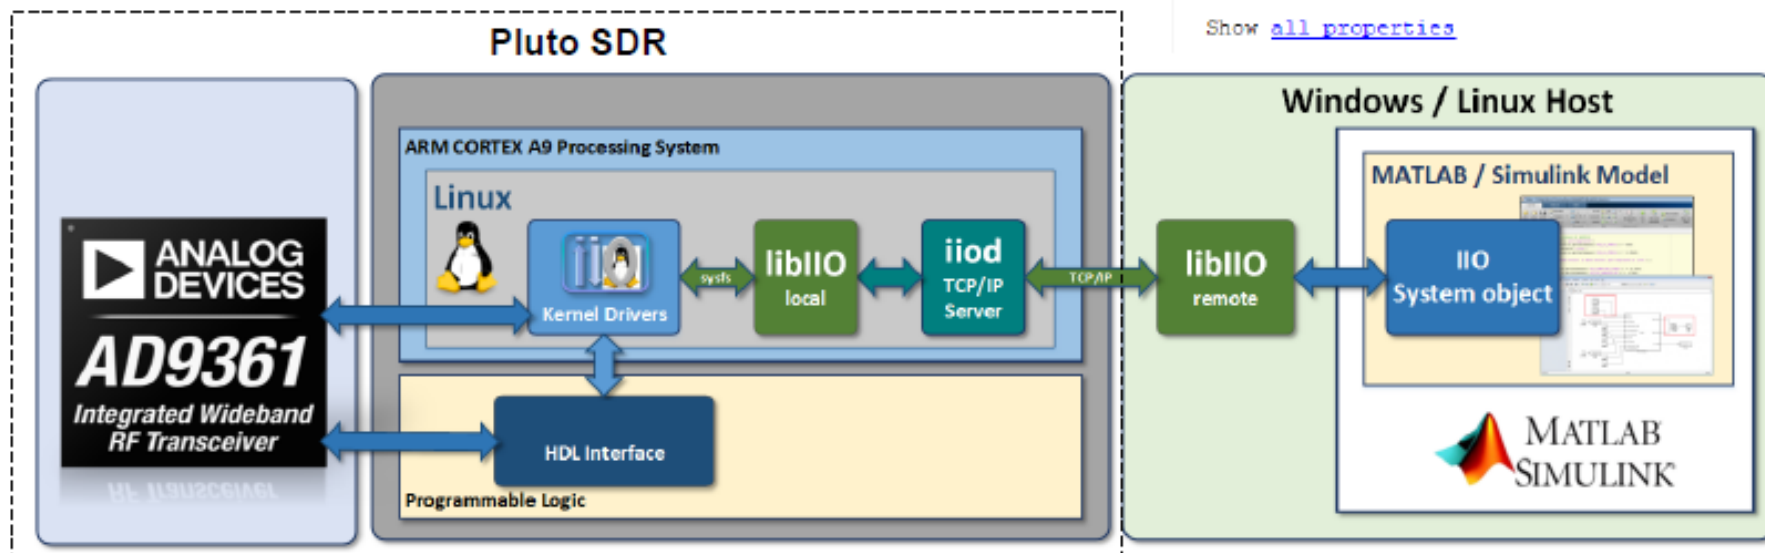 Show all properties
Pluto SDR
Windows / Linux Host
ARM CORTEX A9 Processing System
MATLAB / Simulink Model
Linux
ANALOG
DEVICES
AD9361
Integrated Wideband
RF Transceiver
iiO
Kernel Drivers
sysfs
libIIO
local
iiod
TCP/IP
Server
TCP/IP
libIIO
remote
IIO
System object
HDL Interface
Programmable Logic
MATLAB
SIMULINK